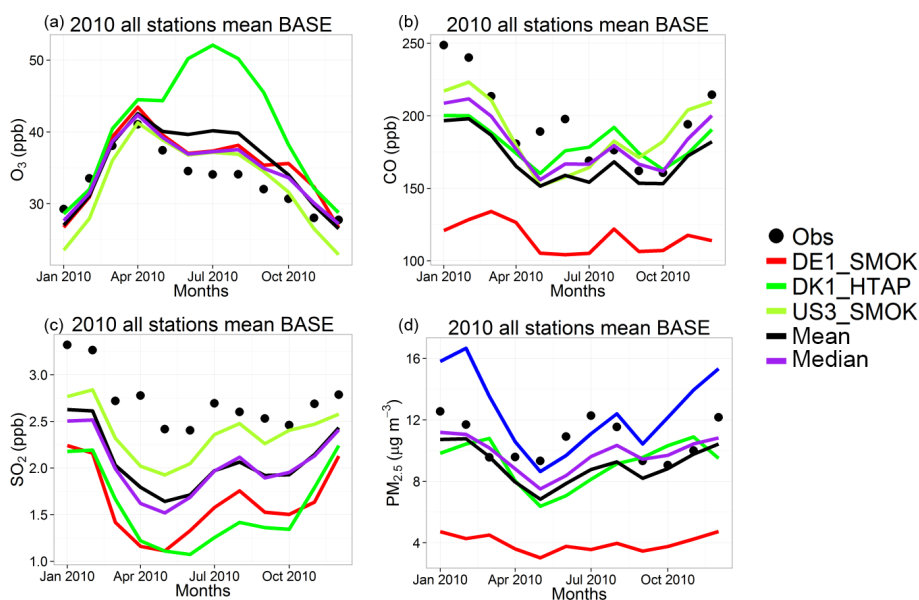 (a) 2010 all stations mean BASE
O3 (ppb)
50
40
30
Jan 2010 Apr 2010 Jul 2010 Oct 2010
Months
(b) 2010 all stations mean BASE
CO (ppb)
250
200
150
100
Jan 2010 Apr 2010 Jul 2010 Oct 2010
Months
(c) 2010 all stations mean BASE
SO2 (ppb)
3.0
2.5
2.0
1.5
1.0
Jan 2010 Apr 2010 Jul 2010 Oct 2010
Months
(d) 2010 all stations mean BASE
PM2.5 (µg m−3)
16
12
8
4
Jan 2010 Apr 2010 Jul 2010 Oct 2010
Months
Obs
DE1_SMOK
DK1_HTAP
US3_SMOK
Mean
Median